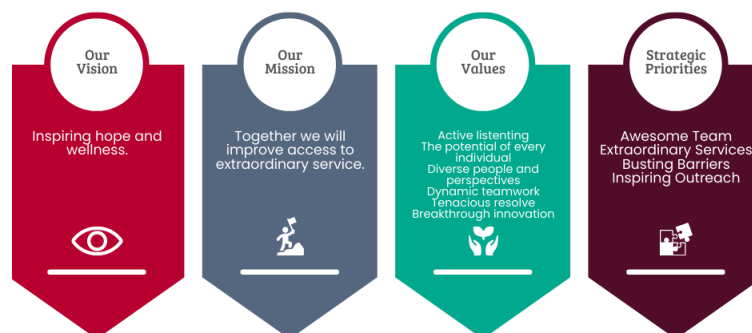 Our
Vision
Inspiring hope and
wellness.
Our
Mission
Together we will
improve access to
extraordinary service.
Our
Values
Active listenting
The potential of every
individual
Diverse people and
perspectives
Dynamic teamwork
Tenacious resolve
Breakthrough innovation
Strategic
Priorities
Awesome Team
Extraordinary Services
Busting Barriers
Inspiring Outreach